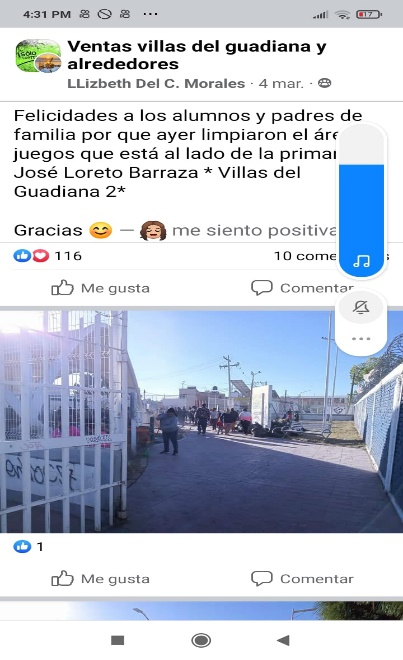 4:31 PM
17
Ventas villas del guadiana y
alrededores
LLizbeth Del C. Morales · 4 mar. ·
Felicidades a los alumnos y padres de
familia por que ayer limpiaron el áre
juegos que está al lado de la primar
José Loreto Barraza * Villas del
Guadiana 2*
Gracias 😊 — me siento positiva
116
10 come s
Me gusta
Comentar
1
Me gusta
Comentar